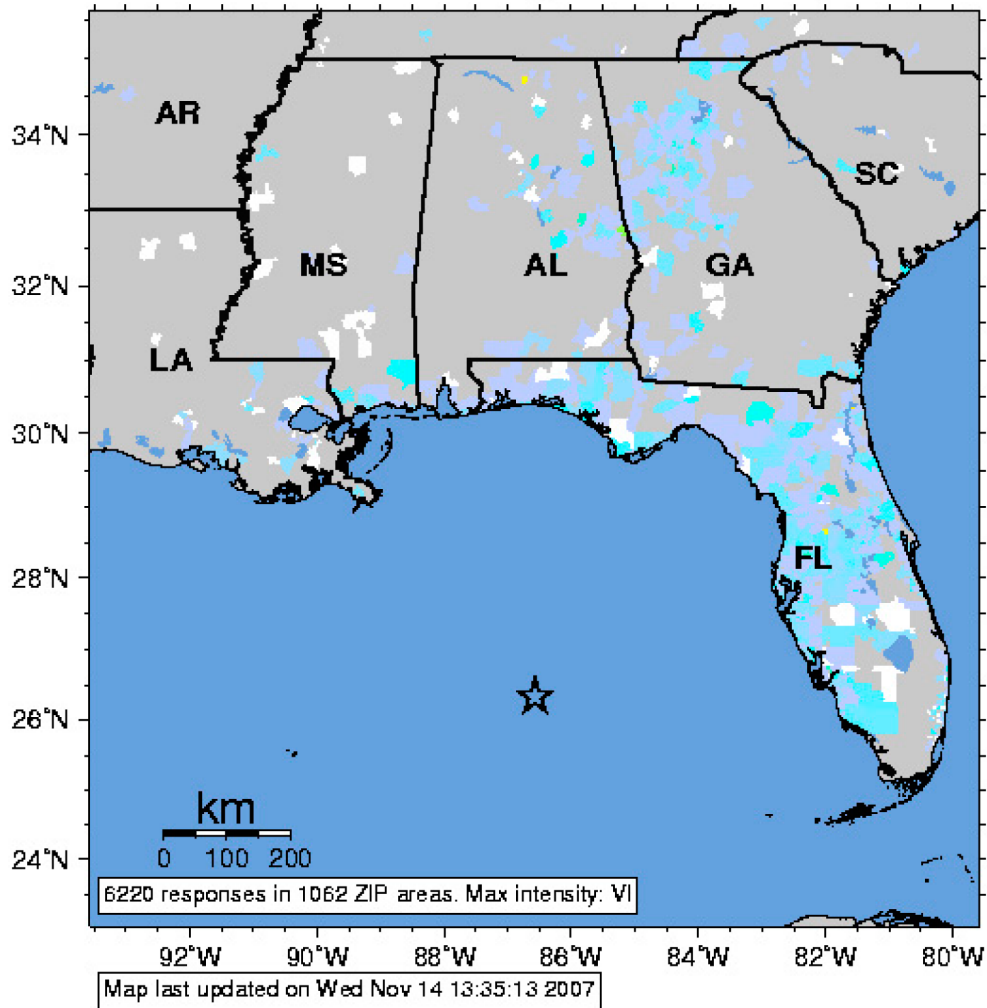 34°N
32°N
30°N
28°N
26°N
24°N
AR
SC
MS
AL
GA
LA
FL
km
0 100 200
6220 responses in 1062 ZIP areas. Max intensity: VI
92°W 90°W 88°W 86°W 84°W 82°W 80°W
Map last updated on Wed Nov 14 13:35:13 2007